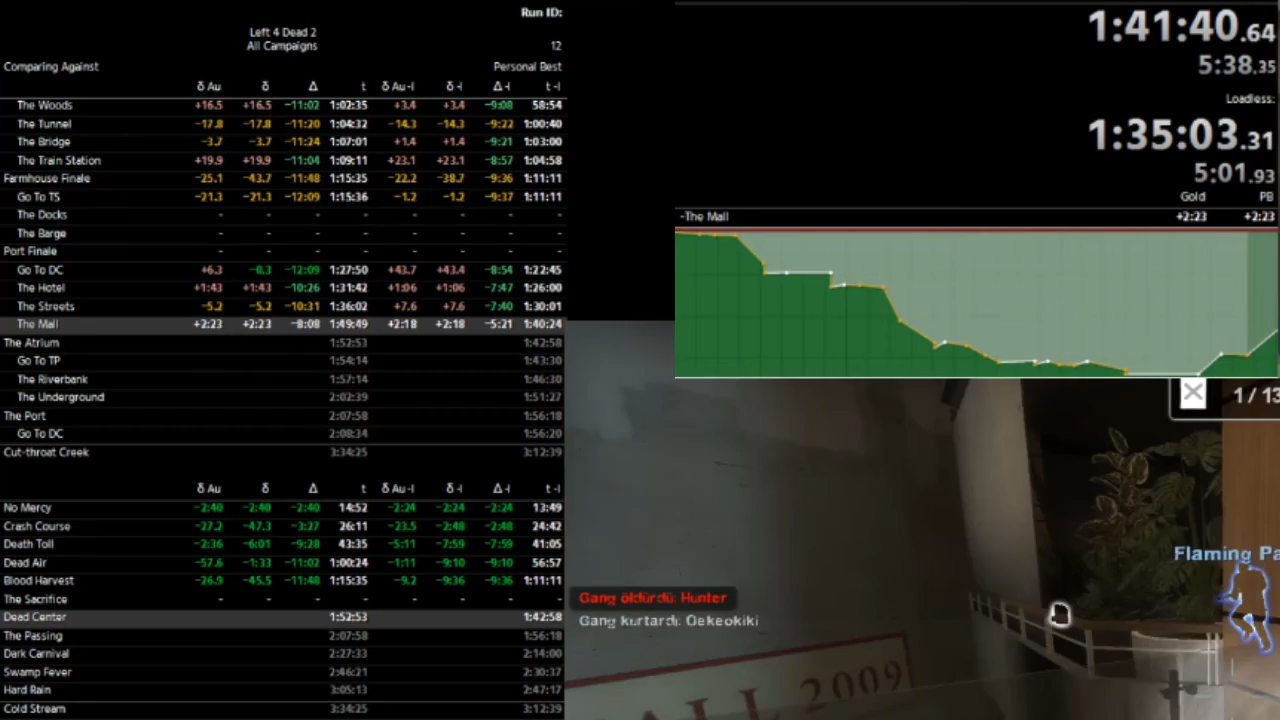 Run ID:
Left 4 Dead 2
All Campaigns
12
Comparing Against Personal Best
δ Au δ Δ t δ Au -l δ -l Δ -l t -l
The Woods +16.5 +16.5 −11:02 1:02:35 +3.4 +3.4 −9:08 58:54
The Tunnel −17.8 −17.8 −11:20 1:04:32 −14.3 −14.3 −9:22 1:00:40
The Bridge −3.7 −3.7 −11:24 1:07:01 +1.4 +1.4 −9:21 1:03:00
The Train Station +19.9 +19.9 −11:04 1:09:11 +23.1 +23.1 −8:57 1:04:58
Farmhouse Finale −25.1 −43.7 −11:48 1:15:35 −22.2 −38.7 −9:36 1:11:11
Go To TS −21.3 −21.3 −12:09 1:15:36 −1.2 −1.2 −9:37 1:11:11
The Docks - - - - - - - -
The Barge - - - - - - - -
Port Finale - - - - - - - -
Go To DC +6.3 −0.3 −12:09 1:27:50 +43.7 +43.4 −8:54 1:22:45
The Hotel +1:43 +1:43 −10:26 1:31:42 +1:06 +1:06 −7:47 1:26:00
The Streets −5.2 −5.2 −10:31 1:36:02 +7.6 +7.6 −7:40 1:30:01
The Mall +2:23 +2:23 −8:08 1:49:49 +2:18 +2:18 −5:21 1:40:24
The Atrium 1:52:53 1:42:58
Go To TP 1:54:14 1:43:30
The Riverbank 1:57:14 1:46:30
The Underground 2:02:39 1:51:27
The Port 2:07:58 1:56:18
Go To DC 2:08:34 1:56:20
Cut-throat Creek 3:34:25 3:12:39
δ Au δ Δ t δ Au -l δ -l Δ -l t -l
No Mercy −2:40 −2:40 −2:40 14:52 −2:24 −2:24 −2:24 13:49
Crash Course −27.2 −47.3 −3:27 26:11 −23.5 −2:48 −2:48 24:42
Death Toll −2:36 −6:01 −9:28 43:35 −5:11 −7:59 −7:59 41:05
Dead Air −57.6 −1:33 −11:02 1:00:24 −1:11 −9:10 −9:10 56:57
Blood Harvest −26.9 −45.5 −11:48 1:15:35 −9.2 −9:36 −9:36 1:11:11
The Sacrifice - - - - - - - -
Dead Center 1:52:53 1:42:58
The Passing 2:07:58 1:56:18
Dark Carnival 2:27:33 2:14:00
Swamp Fever 2:46:21 2:30:37
Hard Rain 3:05:13 2:47:17
Cold Stream 3:34:25 3:12:39
1:41:40.64
5:38.35
Loadless:
1:35:03.31
5:01.93
Gold PB
-The Mall +2:23 +2:23
1 / 13
Flaming Pa
Gang öldürdü: Hunter
Gang kurtardı: Oekeokiki
ALL 2009